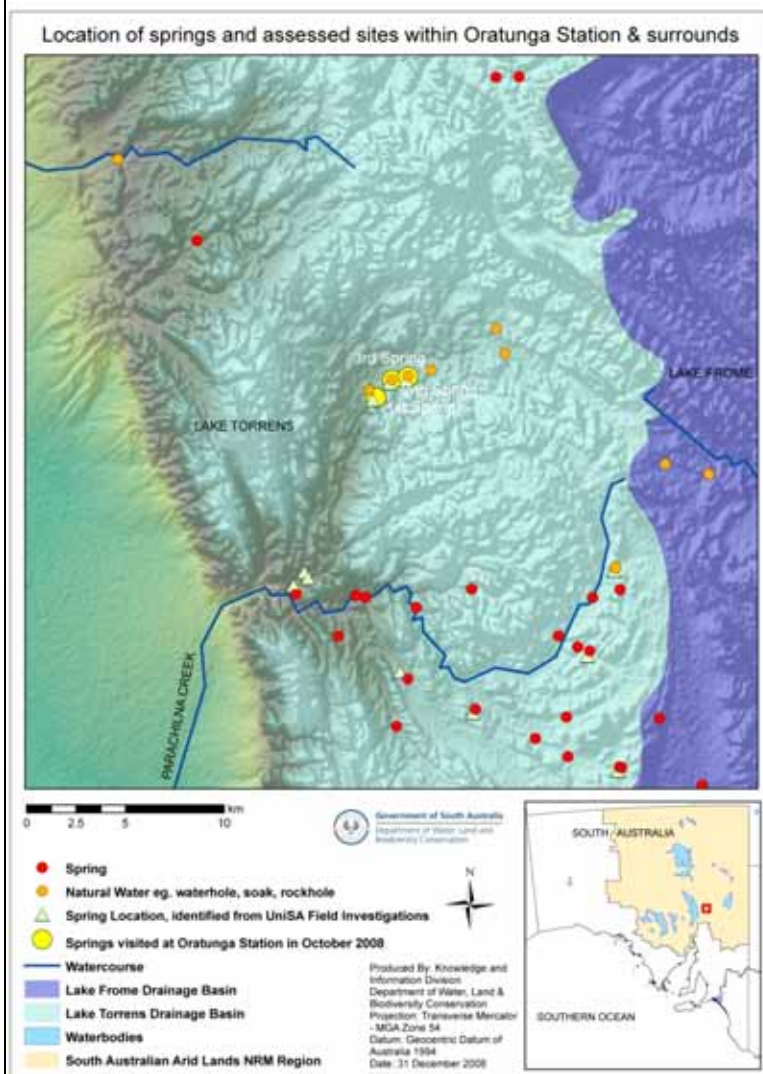 Location of springs and assessed sites within Oratunga Station & surrounds
3rd Spring
Spring
LAKE TORRENS
LAKE FROME
PARACHILNA CREEK
km
0 2.5 5 10
Government of South Australia
Department of Water, Land and
Biodiversity Conservation
Spring
Natural Water eg. waterhole, soak, rockhole
Spring Location, identified from UniSA Field Investigations
Springs visited at Oratunga Station in October 2008
Watercourse
Lake Frome Drainage Basin
Lake Torrens Drainage Basin
Waterbodies
South Australian Arid Lands NRM Region
N
Produced By: Knowledge and
Information Division
Department of Water, Land &
Biodiversity Conservation
Projection: Transverse Mercator
- MGA Zone 54
Datum: Geocentric Datum of
Australia 1994
Date: 31 December 2008
SOUTH AUSTRALIA
SOUTHERN OCEAN